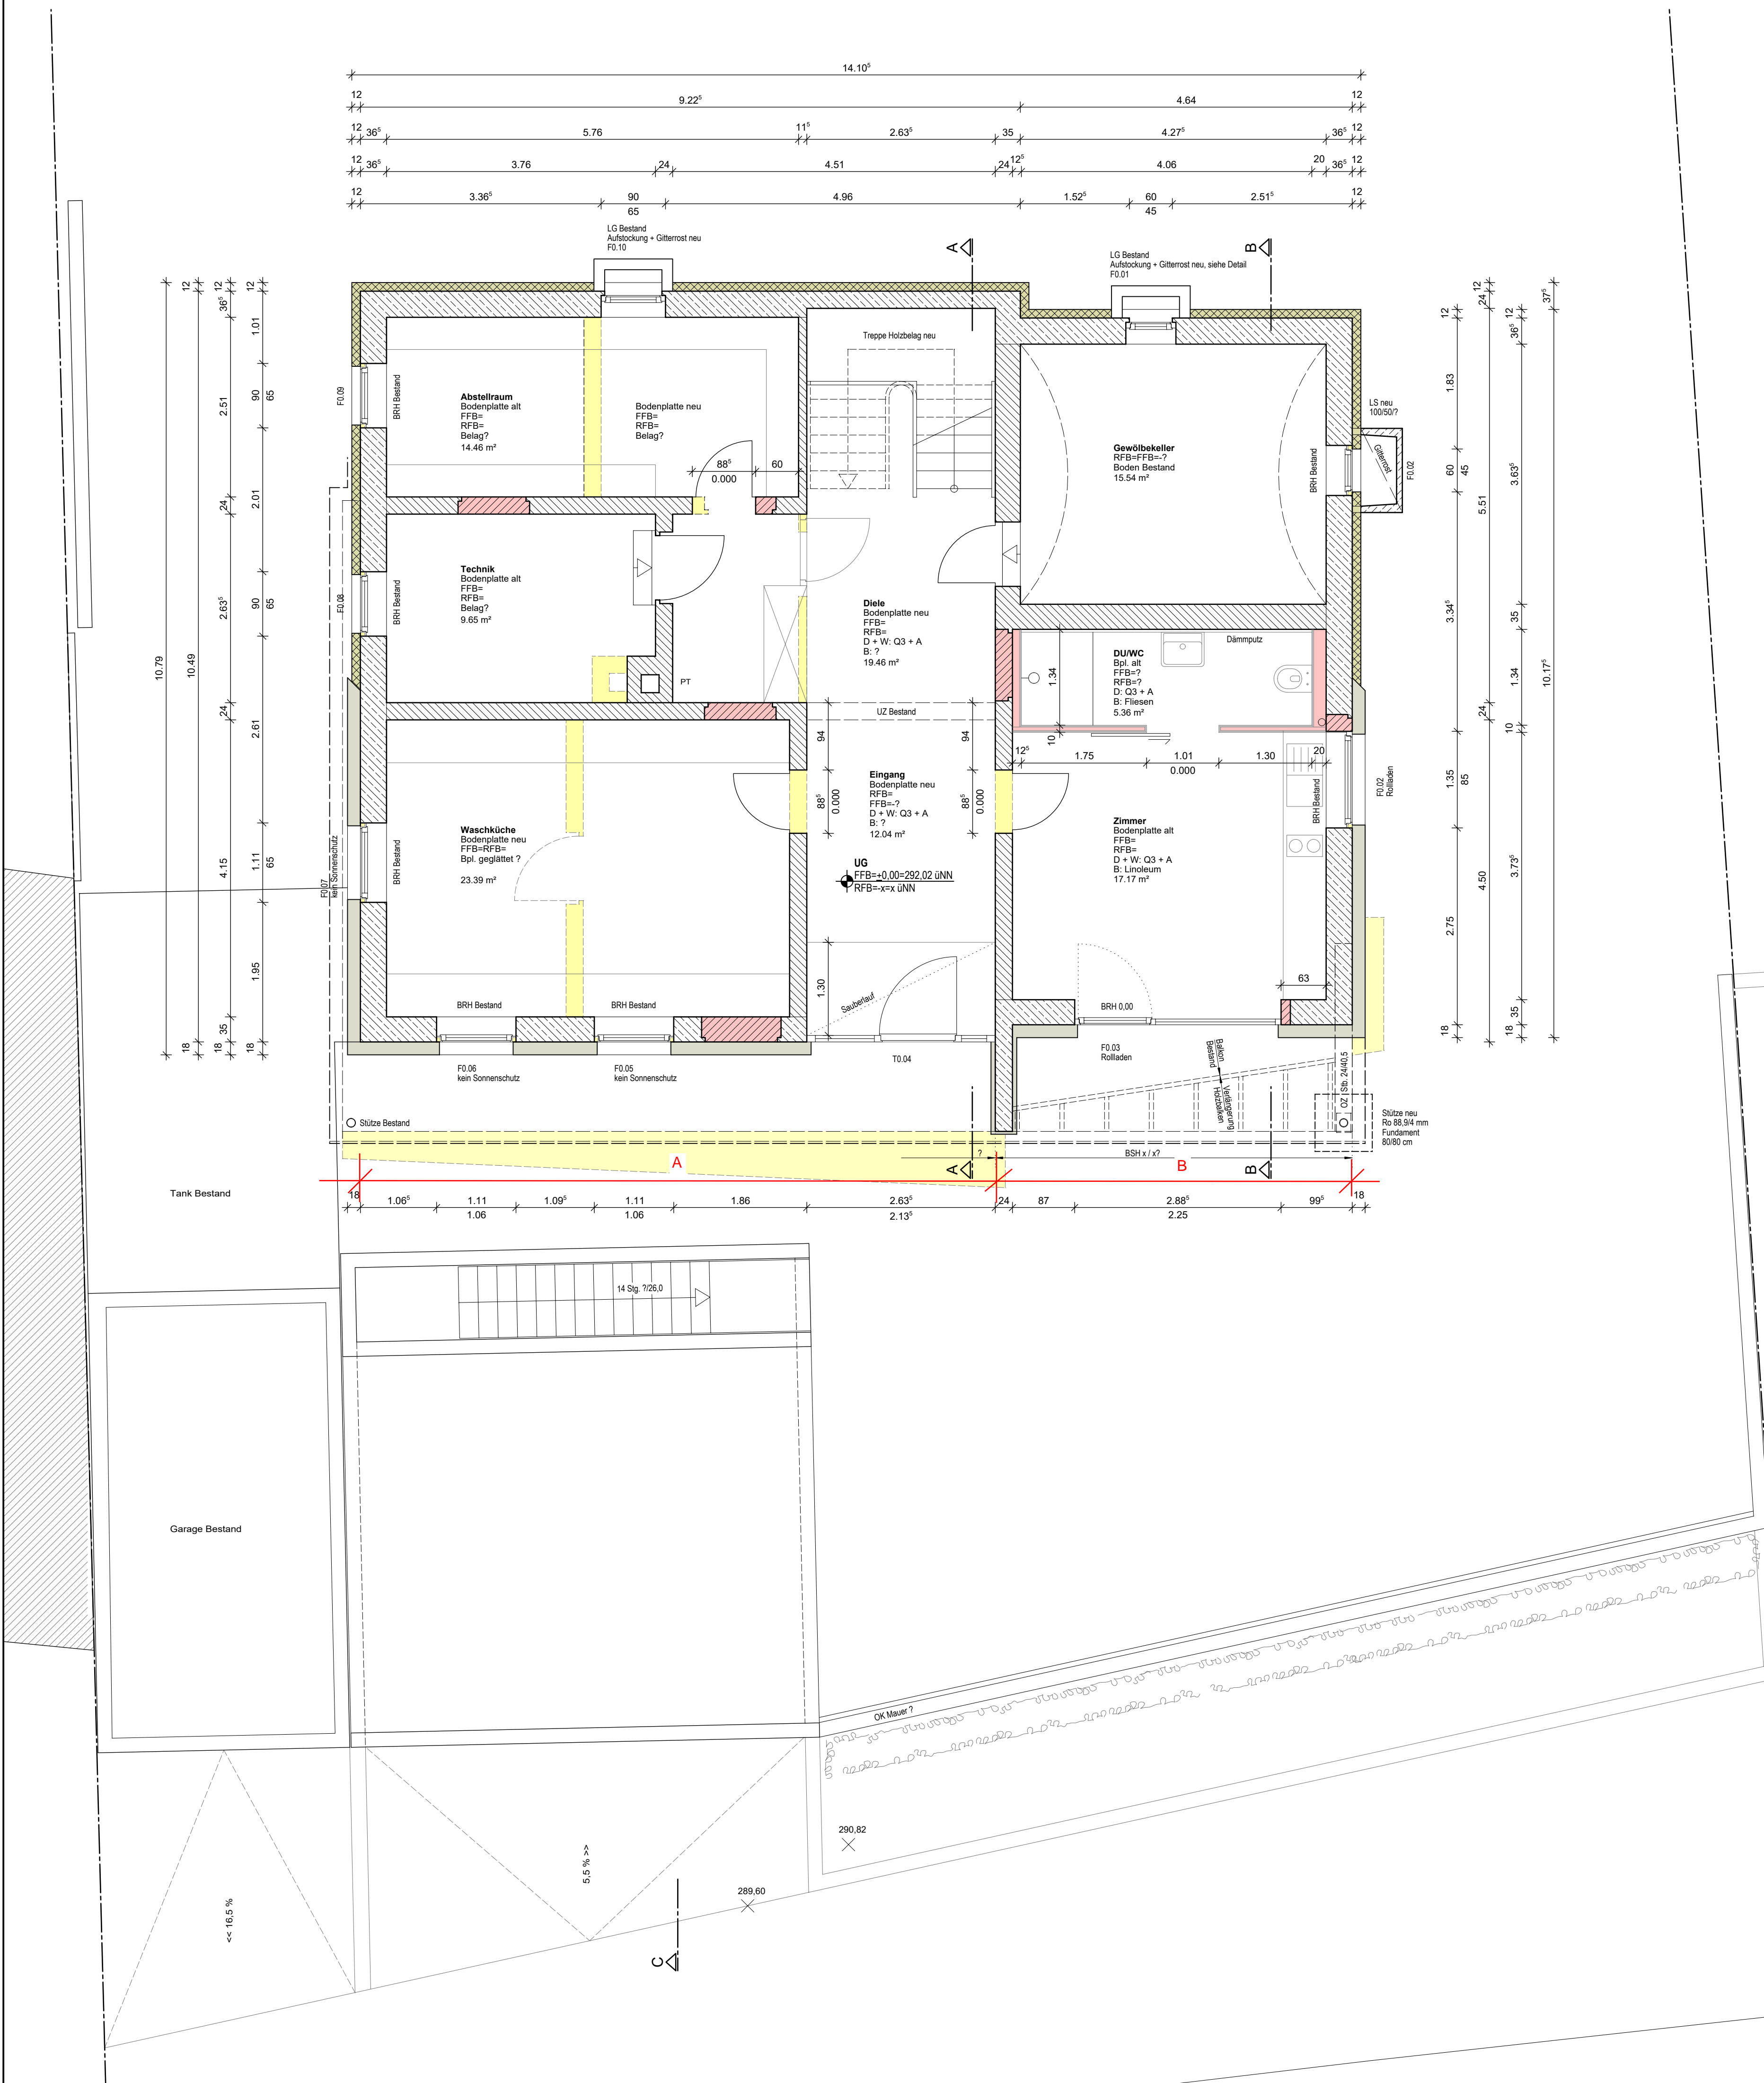 14.10⁵
12
9.22⁵
4.64
12
12
36⁵
5.76
11⁵
2.63⁵
35
4.27⁵
36⁵
12
12
36⁵
3.76
24
4.51
24
12⁵
4.06
20
36⁵
12
12
3.36⁵
90
65
4.96
1.52⁵
60
45
2.51⁵
12
LG Bestand
Aufstockung + Gitterrost neu
F0.10
A
LG Bestand
Aufstockung + Gitterrost neu, siehe Detail
F0.01
B
10.79
12
10.49
18
12
36⁵
2.51
24
2.63⁵
24
4.15
35
18
12
1.01
90
65
2.01
90
65
2.61
1.11
65
1.95
18
F0.09
BRH Bestand
F0.08
BRH Bestand
F0.07
kein Sonnenschutz
BRH Bestand
Abstellraum
Bodenplatte alt
FFB=
RFB=
Belag?
14.46 m²
Bodenplatte neu
FFB=
RFB=
Belag?
88⁵
0.000
60
Treppe Holzbelag neu
Gewölbekeller
RFB=FFB=-?
Boden Bestand
15.54 m²
BRH Bestand
LS neu
100/50/?
Gitterrost
F0.02
Technik
Bodenplatte alt
FFB=
RFB=
Belag?
9.65 m²
PT
Diele
Bodenplatte neu
FFB=
RFB=
D + W: Q3 + A
B: ?
19.46 m²
UZ Bestand
Dämmputz
DU/WC
Bpl. alt
FFB=?
RFB=?
D: Q3 + A
B: Fliesen
5.36 m²
1.34
10
12⁵
1.75
1.01
0.000
1.30
20
94
88⁵
0.000
94
88⁵
0.000
Eingang
Bodenplatte neu
RFB=
FFB=-?
D + W: Q3 + A
B: ?
12.04 m²
UG
FFB=±0,00=292,02 üNN
RFB=-x=x üNN
1.30
Sauberlauf
Waschküche
Bodenplatte neu
FFB=RFB=
Bpl. geglättet ?
23.39 m²
BRH Bestand
BRH Bestand
Zimmer
Bodenplatte alt
FFB=
RFB=
D + W: Q3 + A
B: Linoleum
17.17 m²
BRH Bestand
F0.02
Rollladen
63
BRH 0,00
12
1.83
60
45
3.34⁵
1.35
85
2.75
18
12
24
5.51
24
4.50
12
36⁵
3.63⁵
35
1.34
10
3.73⁵
35
18
37⁵
10.17⁵
F0.06
kein Sonnenschutz
F0.05
kein Sonnenschutz
T0.04
F0.03
Rollladen
Balkon
Bestand
Verlängerung
Holzbalken
OZ Stb. 24/40,5
Stütze neu
Ro 88,9/4 mm
Fundament
80/80 cm
Stütze Bestand
?
BSH x / x?
A
A
B
B
18
1.06⁵
1.11
1.06
1.09⁵
1.11
1.06
1.86
2.63⁵
2.13⁵
24
87
2.88⁵
2.25
99⁵
18
Tank Bestand
14 Stg. ?/26,0
Garage Bestand
OK Mauer ?
290,82
289,60
5,5 % >>
<< 16,5 %
C